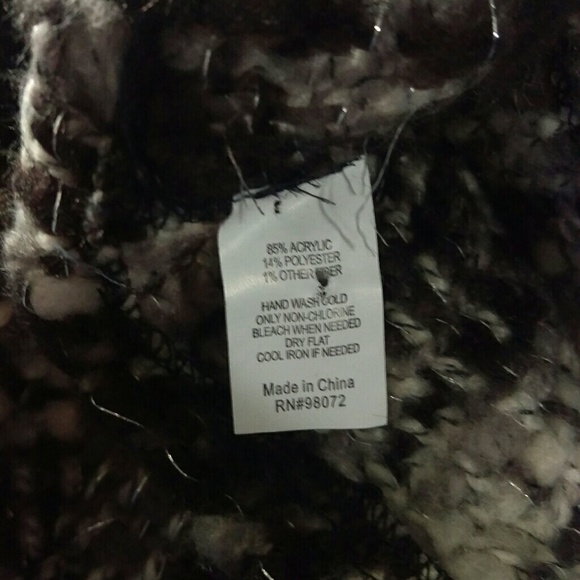 85% ACRYLIC
14% POLYESTER
1% OTHER
HAND WASH COLD
ONLY NON-CHLORINE
BLEACH WHEN NEEDED
DRY FLAT
COOL IRON IF NEEDED
Made in China
RN#98072